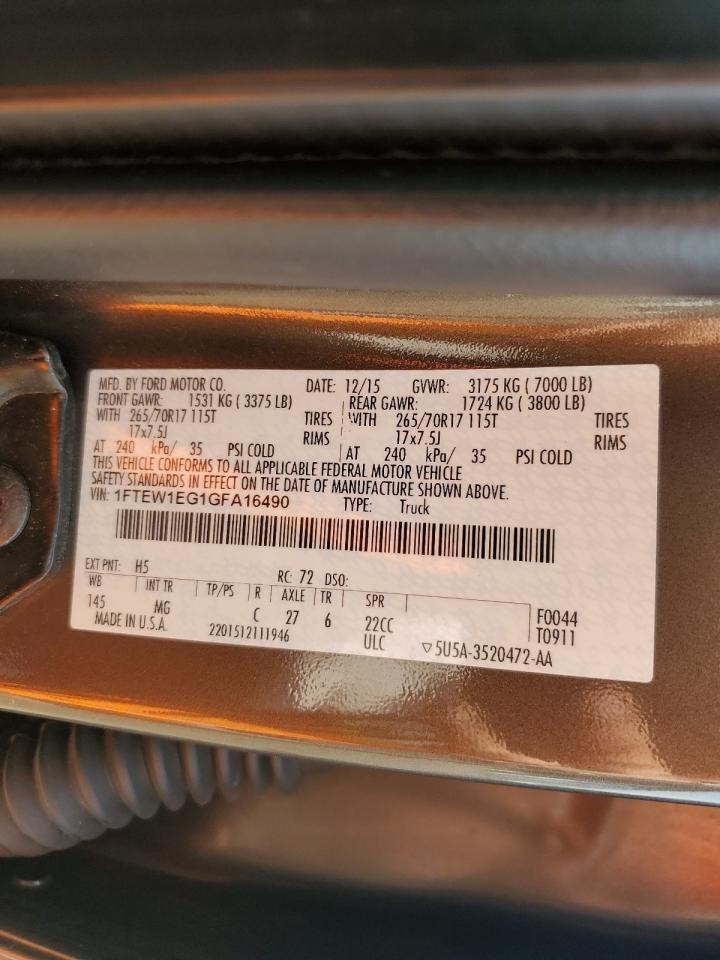 MFD. BY FORD MOTOR CO. DATE: 12/15 GVWR: 3175 KG ( 7000 LB)
FRONT GAWR: 1531 KG ( 3375 LB) REAR GAWR: 1724 KG ( 3800 LB)
WITH 265/70R17 115T TIRES WITH 265/70R17 115T TIRES
17x7.5J RIMS 17x7.5J RIMS
AT 240 kPa/ 35 PSI COLD AT 240 kPa/ 35 PSI COLD
THIS VEHICLE CONFORMS TO ALL APPLICABLE FEDERAL MOTOR VEHICLE
SAFETY STANDARDS IN EFFECT ON THE DATE OF MANUFACTURE SHOWN ABOVE.
VIN: 1FTEW1EG1GFA16490 TYPE: Truck
EXT PNT: H5 RC: 72 DSO:
WB INT TR TP/PS R AXLE TR SPR
145 MG C 27 6 22CC F0044
MADE IN U.S.A. 2201512111946 ULC ▽5U5A-3520472-AA T0911